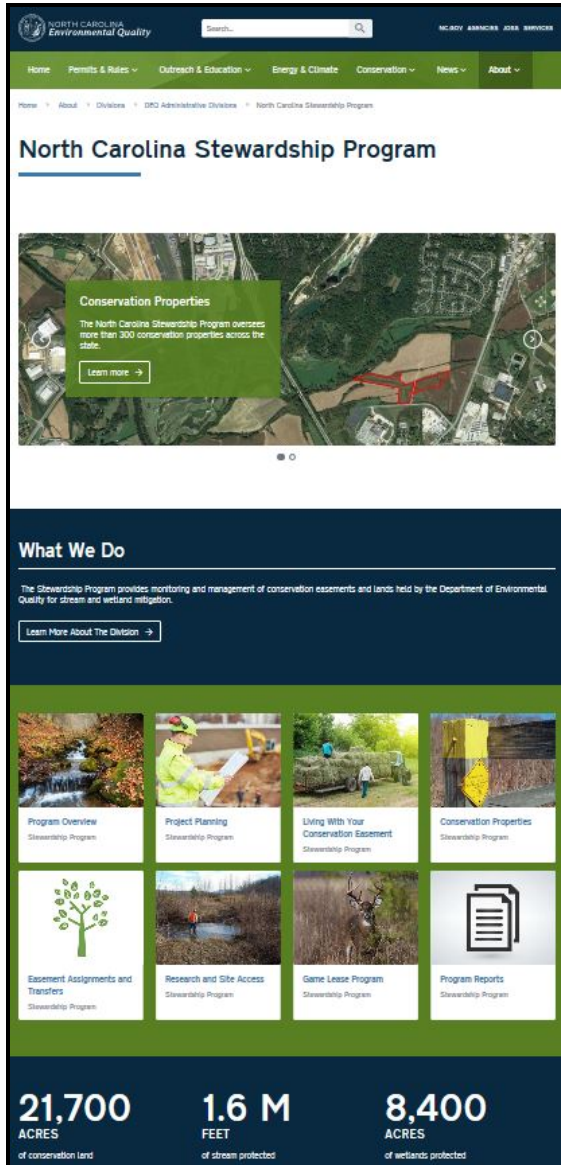 NORTH CAROLINA
Environmental Quality
Search...
NC.GOV AGENCIES JOBS SERVICES
Home Permits & Rules Outreach & Education Energy & Climate Conservation News About
Home About Divisions DEQ Administrative Divisions North Carolina Stewardship Program
North Carolina Stewardship Program
Conservation Properties
The North Carolina Stewardship Program oversees
more than 300 conservation properties across the
state.
Learn more →
What We Do
The Stewardship Program provides monitoring and management of conservation easements and lands held by the Department of Environmental
Quality for stream and wetland mitigation.
Learn More About The Division →
Program Overview
Stewardship Program
Project Planning
Stewardship Program
Living With Your
Conservation Easement
Stewardship Program
Conservation Properties
Stewardship Program
Easement Assignments and
Transfers
Stewardship Program
Research and Site Access
Stewardship Program
Game Lease Program
Stewardship Program
Program Reports
Stewardship Program
21,700
ACRES
of conservation land
1.6 M
FEET
of stream protected
8,400
ACRES
of wetlands protected